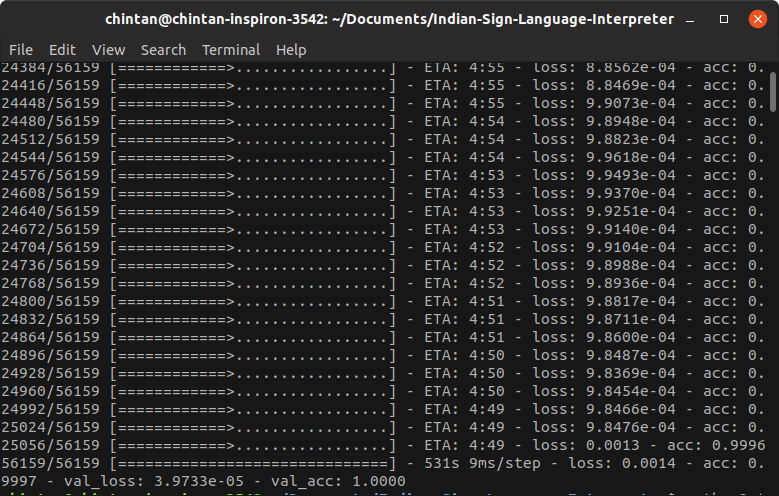 chintan@chintan-inspiron-3542: ~/Documents/Indian-Sign-Language-Interpreter
File Edit View Search Terminal Help
24384/56159 [============>.................] - ETA: 4:55 - loss: 8.8562e-04 - acc: 0.
24416/56159 [============>.................] - ETA: 4:55 - loss: 8.8469e-04 - acc: 0.
24448/56159 [============>.................] - ETA: 4:55 - loss: 9.9073e-04 - acc: 0.
24480/56159 [============>.................] - ETA: 4:54 - loss: 9.8948e-04 - acc: 0.
24512/56159 [============>.................] - ETA: 4:54 - loss: 9.8823e-04 - acc: 0.
24544/56159 [============>.................] - ETA: 4:54 - loss: 9.9618e-04 - acc: 0.
24576/56159 [============>.................] - ETA: 4:53 - loss: 9.9493e-04 - acc: 0.
24608/56159 [============>.................] - ETA: 4:53 - loss: 9.9370e-04 - acc: 0.
24640/56159 [============>.................] - ETA: 4:53 - loss: 9.9251e-04 - acc: 0.
24672/56159 [============>.................] - ETA: 4:53 - loss: 9.9140e-04 - acc: 0.
24704/56159 [============>.................] - ETA: 4:52 - loss: 9.9104e-04 - acc: 0.
24736/56159 [============>.................] - ETA: 4:52 - loss: 9.8988e-04 - acc: 0.
24768/56159 [============>.................] - ETA: 4:52 - loss: 9.8936e-04 - acc: 0.
24800/56159 [============>.................] - ETA: 4:51 - loss: 9.8817e-04 - acc: 0.
24832/56159 [============>.................] - ETA: 4:51 - loss: 9.8711e-04 - acc: 0.
24864/56159 [============>.................] - ETA: 4:51 - loss: 9.8600e-04 - acc: 0.
24896/56159 [============>.................] - ETA: 4:50 - loss: 9.8487e-04 - acc: 0.
24928/56159 [============>.................] - ETA: 4:50 - loss: 9.8369e-04 - acc: 0.
24960/56159 [============>.................] - ETA: 4:50 - loss: 9.8454e-04 - acc: 0.
24992/56159 [============>.................] - ETA: 4:49 - loss: 9.8466e-04 - acc: 0.
25024/56159 [============>.................] - ETA: 4:49 - loss: 9.8476e-04 - acc: 0.
25056/56159 [============>.................] - ETA: 4:49 - loss: 0.0013 - acc: 0.9996
56159/56159 [==============================] - 531s 9ms/step - loss: 0.0014 - acc: 0.
9997 - val_loss: 3.9733e-05 - val_acc: 1.0000